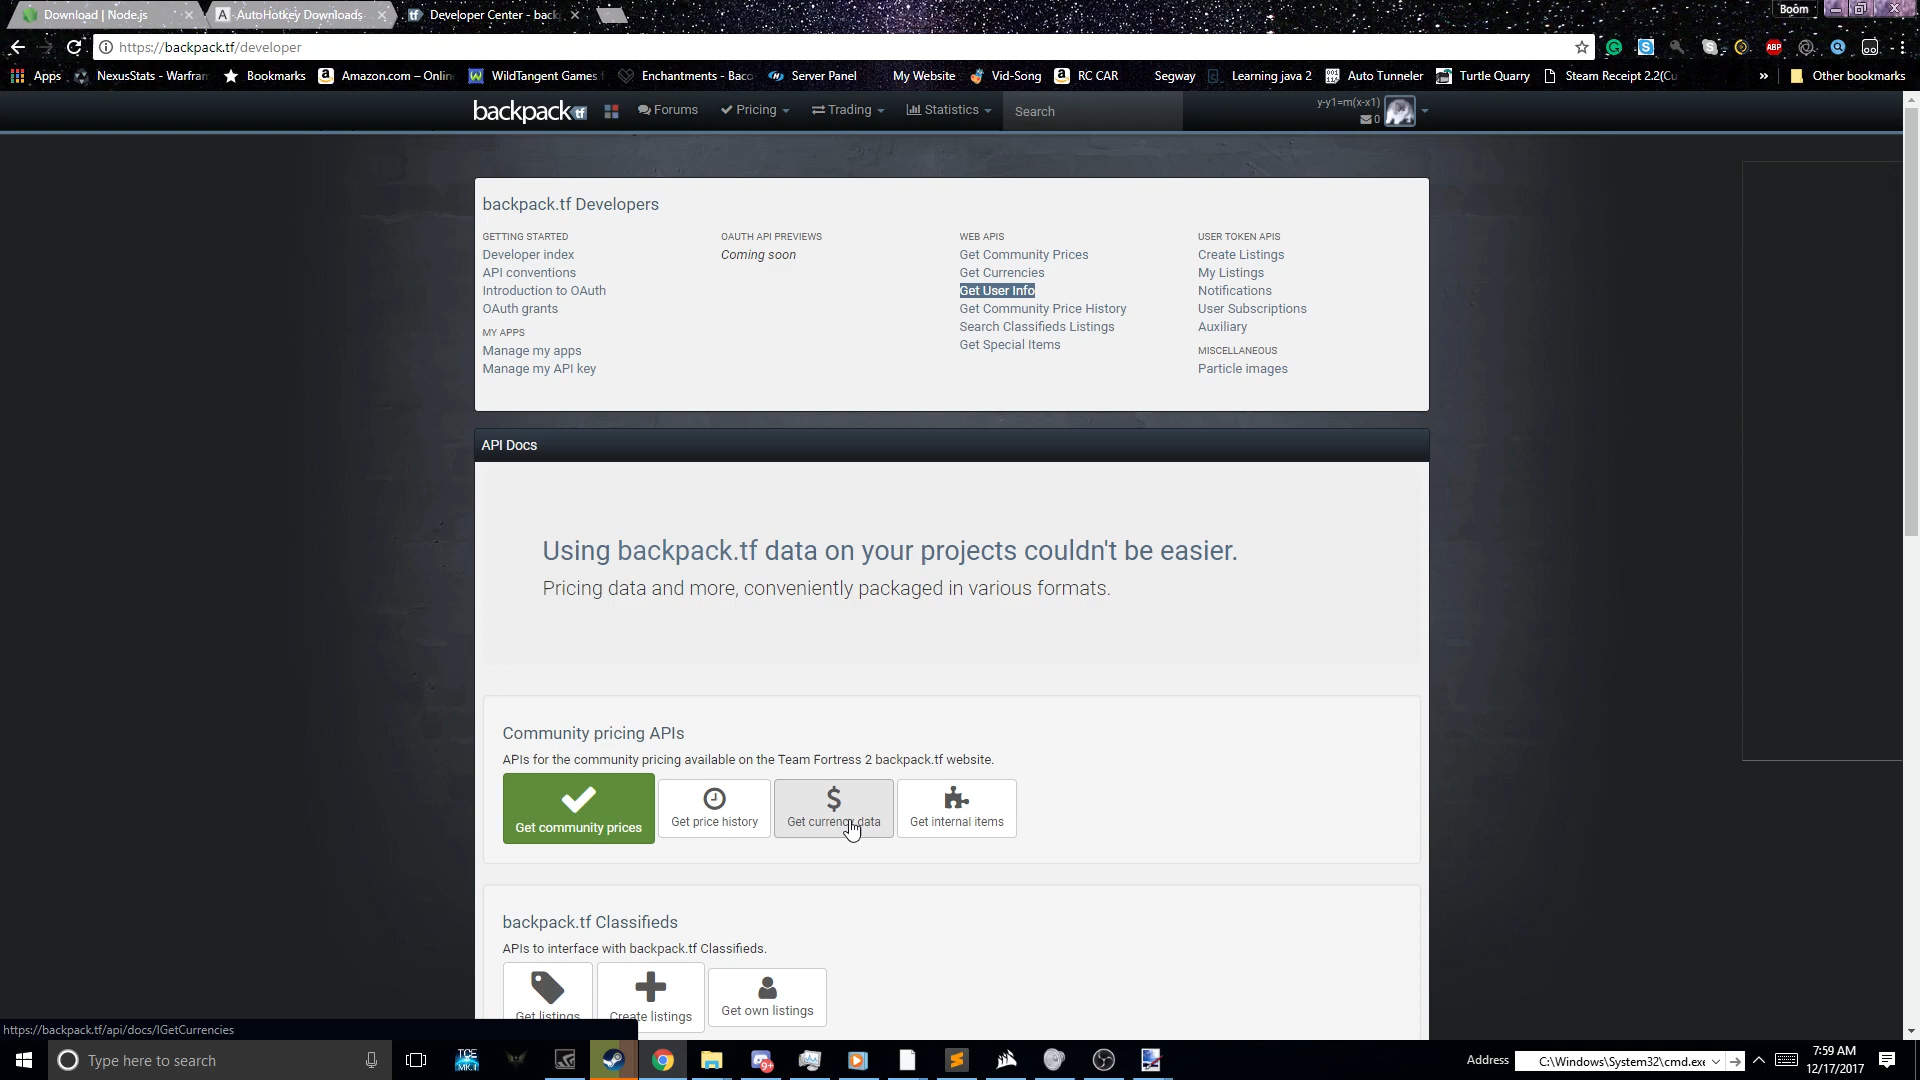 Download | Node.js
AutoHotkey Downloads
Developer Center - back
Boom
https://backpack.tf/developer
ABP
Apps
NexusStats - Warfram
Bookmarks
Amazon.com – Onlin
WildTangent Games
Enchantments - Baco
Server Panel
My Website
Vid-Song
RC CAR
Segway
Learning java 2
Auto Tunneler
Turtle Quarry
Steam Receipt 2.2(Cu
»
Other bookmarks
backpack.tf
Forums
Pricing
Trading
Statistics
Search
y-y1=m(x-x1)
0
backpack.tf Developers
GETTING STARTED
Developer index
API conventions
Introduction to OAuth
OAuth grants
MY APPS
Manage my apps
Manage my API key
OAUTH API PREVIEWS
Coming soon
WEB APIS
Get Community Prices
Get Currencies
Get User Info
Get Community Price History
Search Classifieds Listings
Get Special Items
USER TOKEN APIS
Create Listings
My Listings
Notifications
User Subscriptions
Auxiliary
MISCELLANEOUS
Particle images
API Docs
Using backpack.tf data on your projects couldn't be easier.
Pricing data and more, conveniently packaged in various formats.
Community pricing APIs
APIs for the community pricing available on the Team Fortress 2 backpack.tf website.
Get community prices
Get price history
Get currency data
Get internal items
backpack.tf Classifieds
APIs to interface with backpack.tf Classifieds.
Get listings
Create listings
Get own listings
https://backpack.tf/api/docs/IGetCurrencies
Type here to search
TCE
MK.1
Address
C:\Windows\System32\cmd.exe
7:59 AM
12/17/2017